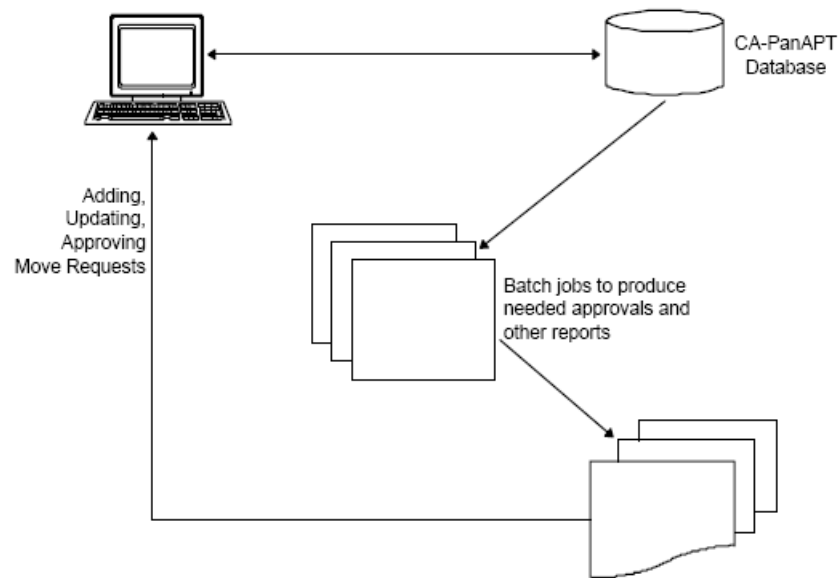 CA-PanAPT
Database
Adding,
Updating,
Approving
Move Requests
Batch jobs to produce
needed approvals and
other reports